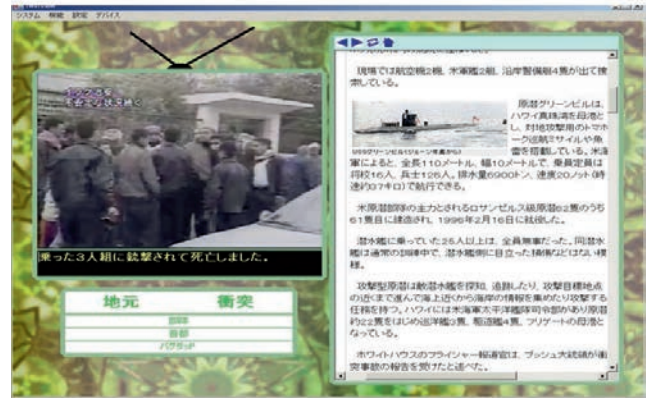 システム 機能 設定 デバイス
状況続く
乗った3人組に銃撃されて死亡しました。
地元 衝突
部隊
首都
バグダッド
現場では航空機2機、米軍艦2艦、沿岸警備艇4隻が出て捜
索している。
原潜グリーンビルは、
ハワイ真珠湾を母港と
し、対地攻撃用のトマホ
ーク巡航ミサイルや魚
雷を搭載している。米海
軍によると、全長110メートル、幅10メートルで、乗員定員は
将校16人、兵士126人。排水量6900トン、速度20ノット(時
速約37キロ)で航行できる。
米原潜部隊の主力とされるロサンゼルス級原潜62隻のうち
61隻目に建造され、1996年2月16日に就役した。
潜水艦に乗っていた25人以上は、全員無事だった。同潜水
艦は通常の訓練中で、潜水艦側に目立った損傷などはない模
様。
攻撃型原潜は敵潜水艦を探知、追跡したり、攻撃目標地点
の近くまで進んで海上近くから海岸の情報を集めたり攻撃する
任務を持つ。ハワイには米海軍太平洋艦隊司令部があり原潜
約22隻をはじめ巡洋艦3隻、駆逐艦4隻、フリゲートの母港と
なっている。
ホワイトハウスのフライシャー報道官は、ブッシュ大統領が衝
突事故の報告を受けたと述べた。